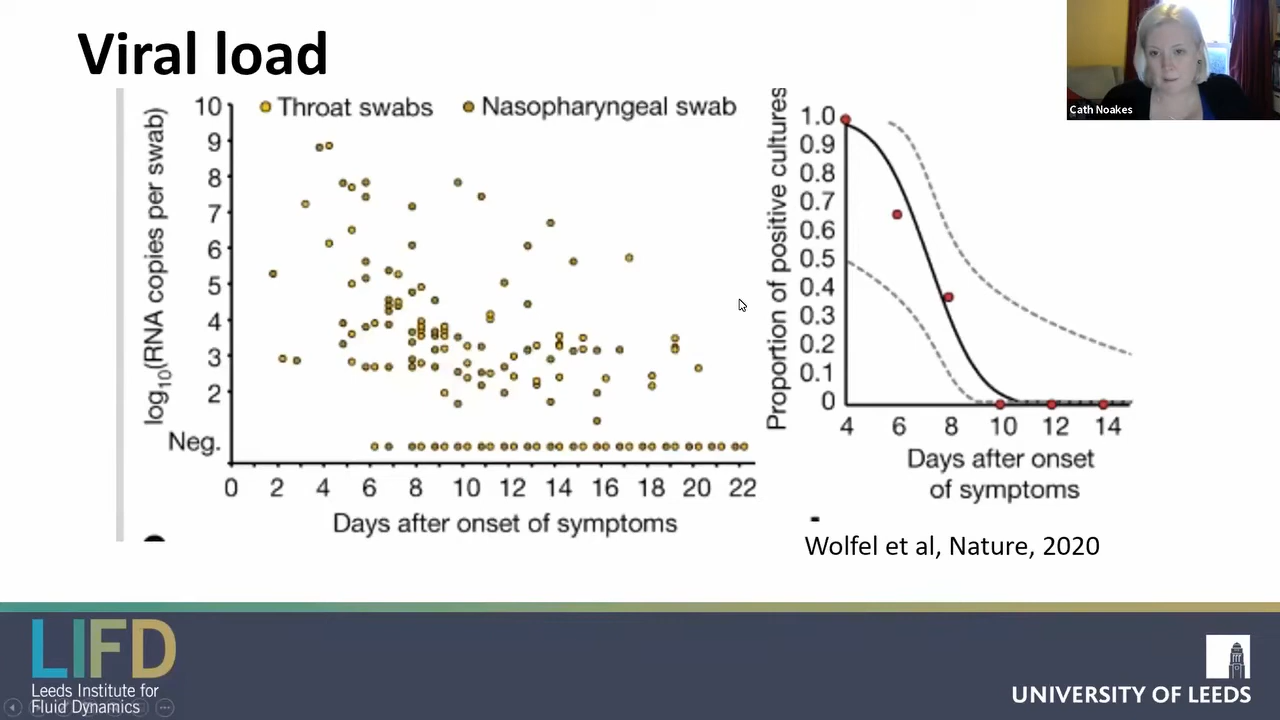 Viral load
Throat swabs
Nasopharyngeal swab
log10(RNA copies per swab)
10
9
8
7
6
5
4
3
2
Neg.
0 2 4 6 8 10 12 14 16 18 20 22
Days after onset of symptoms
Proportion of positive cultures
1.0
0.9
0.8
0.7
0.6
0.5
0.4
0.3
0.2
0.1
0
4 6 8 10 12 14
Days after onset
of symptoms
Wolfel et al, Nature, 2020
Cath Noakes
LIFD
Leeds Institute for
Fluid Dynamics
UNIVERSITY OF LEEDS